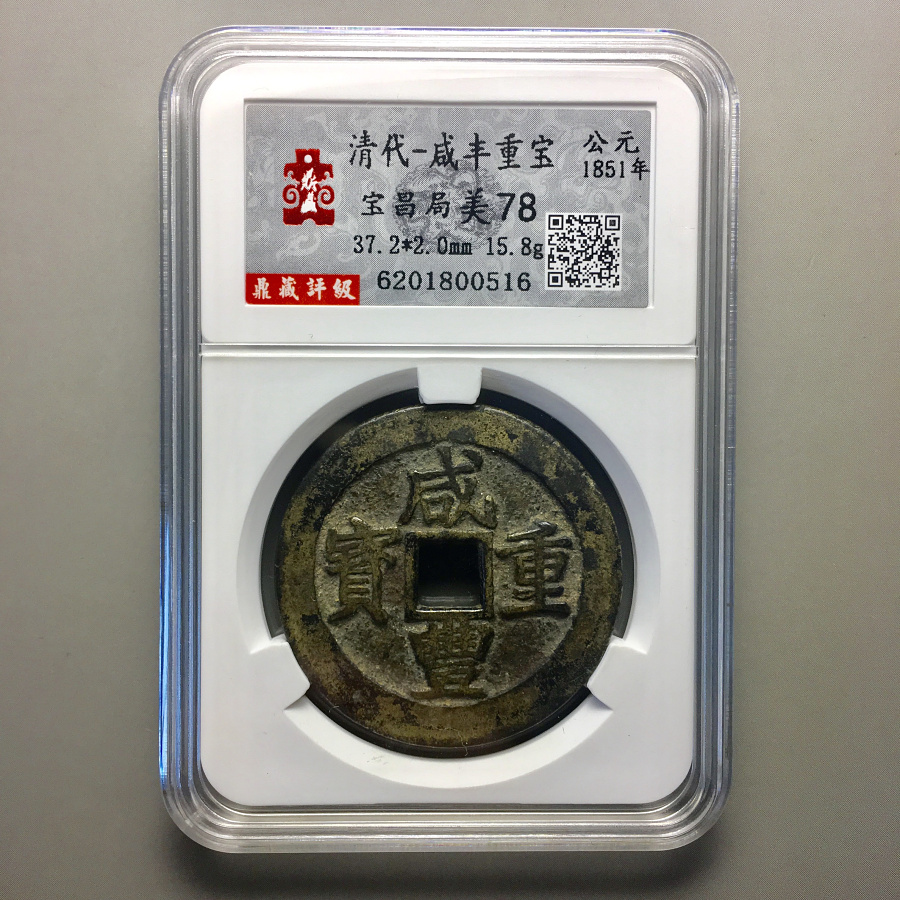 清代-咸丰重宝
公元
1851年
宝昌局 美78
37.2*2.0mm 15.8g
鼎藏評級
6201800516
咸
寶 重
豐